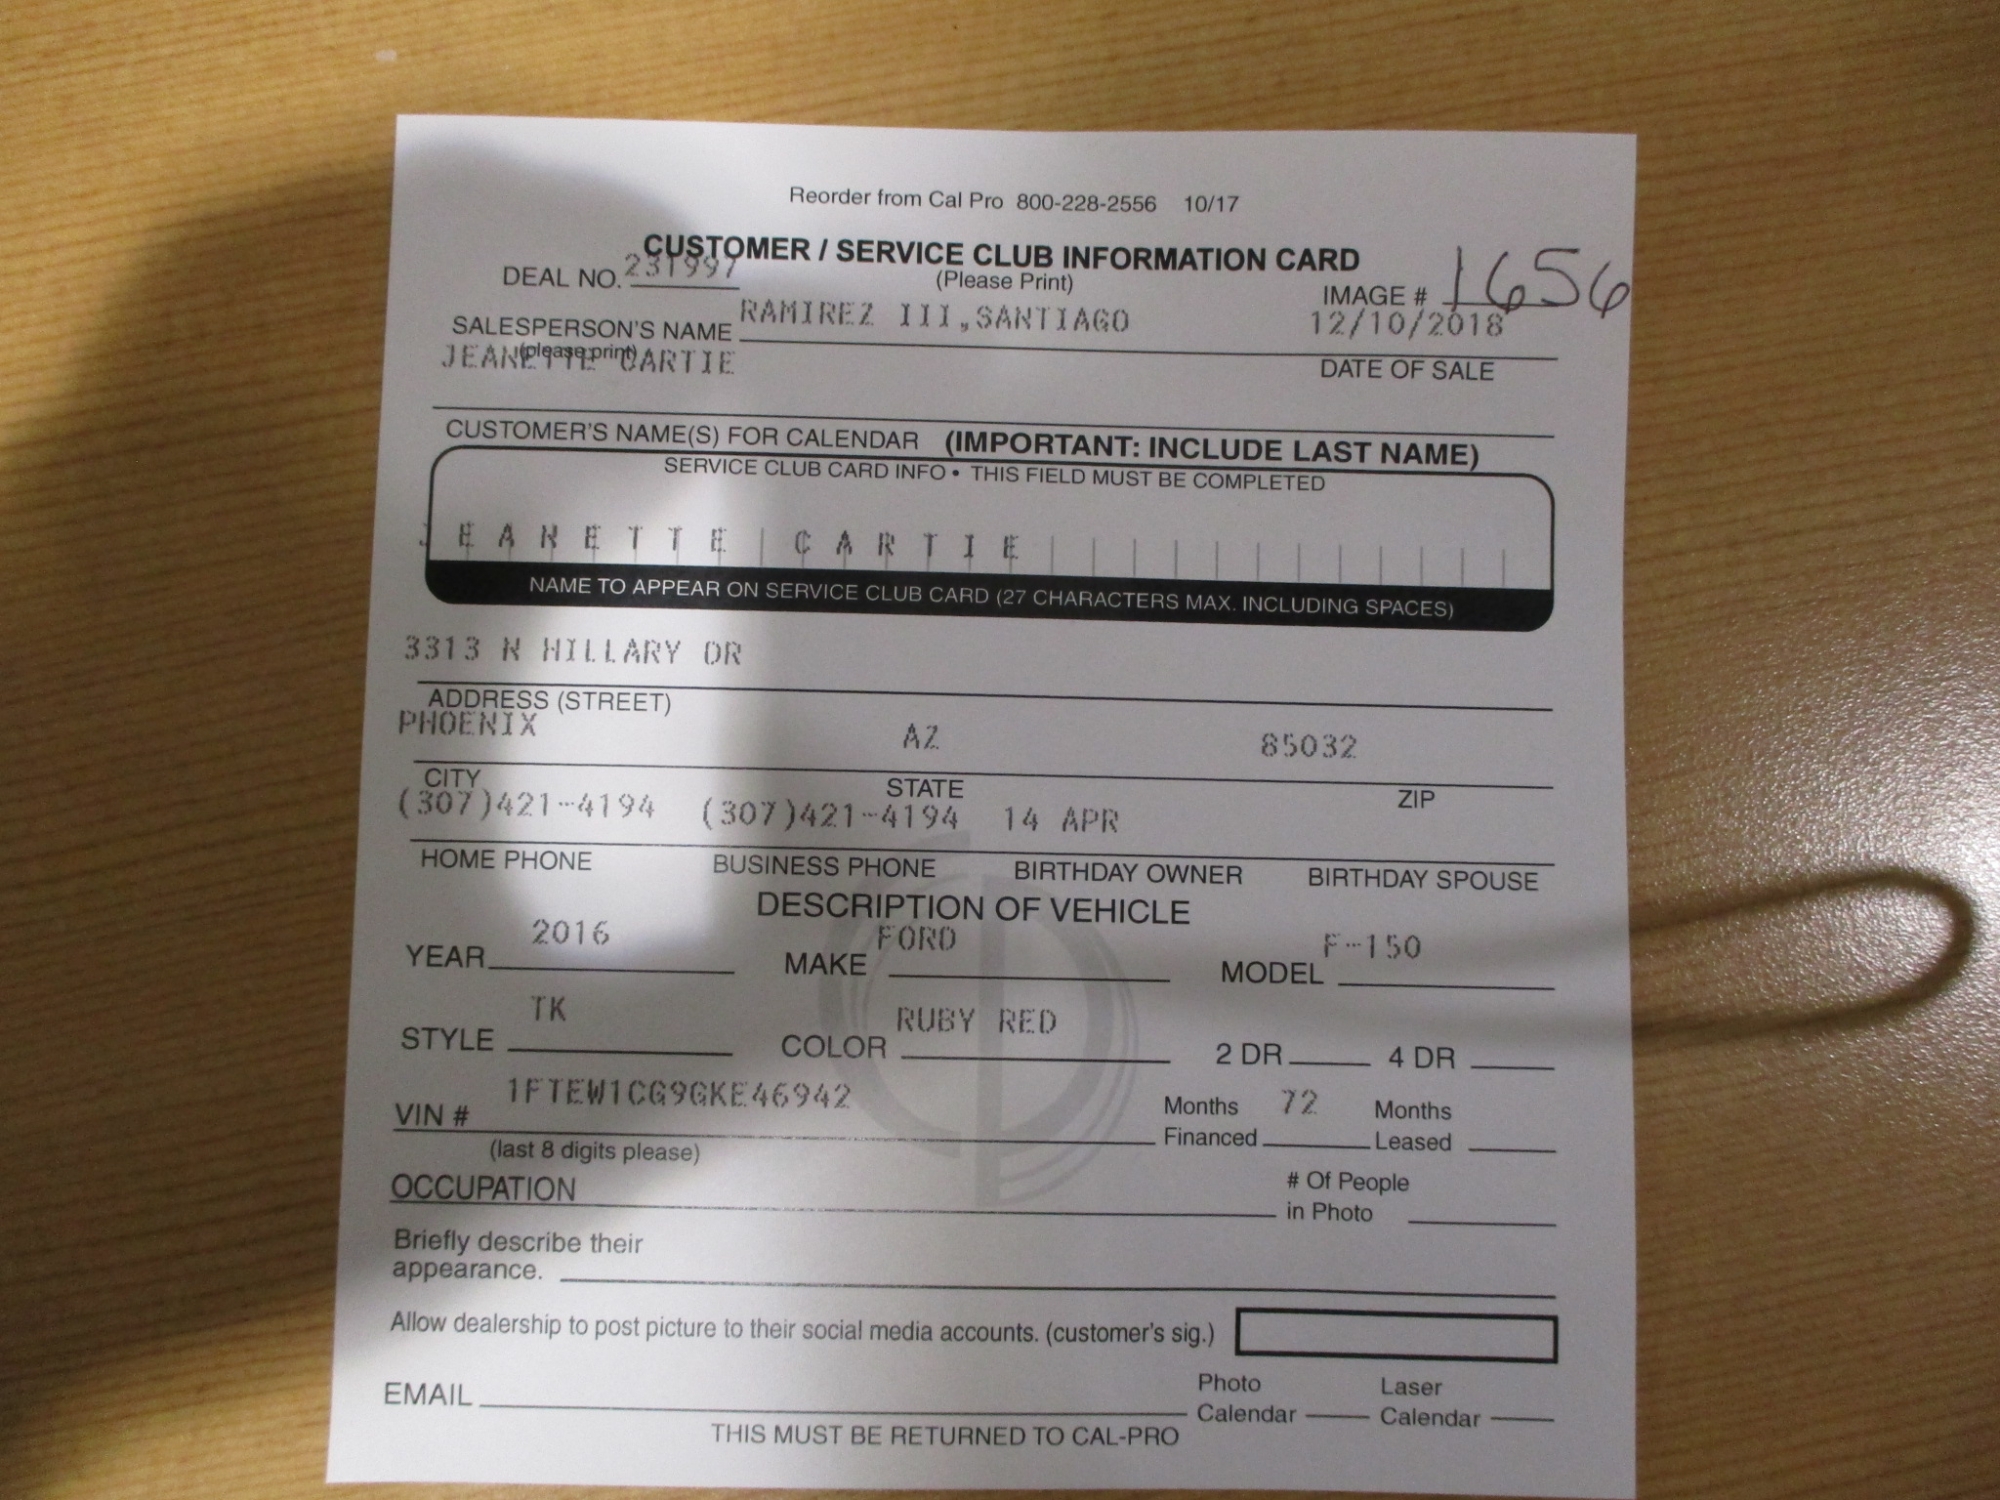 Reorder from Cal Pro 800-228-2556 10/17
CUSTOMER / SERVICE CLUB INFORMATION CARD
DEAL NO. 231997 (Please Print) IMAGE # 1656
SALESPERSON'S NAME RAMIREZ III,SANTIAGO 12/10/2018
(please print) DATE OF SALE
JEANETTE CARTIE
CUSTOMER'S NAME(S) FOR CALENDAR (IMPORTANT: INCLUDE LAST NAME)
SERVICE CLUB CARD INFO • THIS FIELD MUST BE COMPLETED
JEANETTE CARTIE
NAME TO APPEAR ON SERVICE CLUB CARD (27 CHARACTERS MAX. INCLUDING SPACES)
3313 N HILLARY DR
ADDRESS (STREET)
PHOENIX AZ 85032
CITY STATE ZIP
(307)421-4194 (307)421-4194 14 APR
HOME PHONE BUSINESS PHONE BIRTHDAY OWNER BIRTHDAY SPOUSE
DESCRIPTION OF VEHICLE
YEAR 2016 MAKE FORD MODEL F-150
STYLE TK COLOR RUBY RED 2 DR 4 DR
VIN # 1FTEW1CG9GKE46942 Months Financed 72 Months Leased
(last 8 digits please)
OCCUPATION # Of People in Photo
Briefly describe their
appearance.
Allow dealership to post picture to their social media accounts. (customer's sig.)
EMAIL Photo Calendar Laser Calendar
THIS MUST BE RETURNED TO CAL-PRO